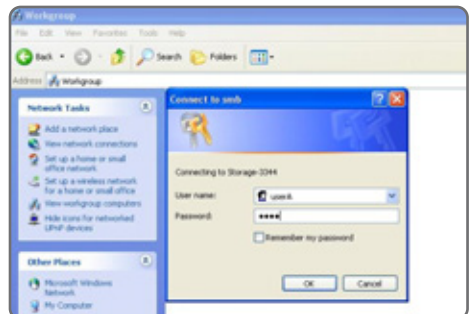 Workgroup
File Edit View Favorites Tools Help
Back Search Folders
Address Workgroup
Network Tasks
Add a network place
View network connections
Set up a home or small
office network
Set up a wireless network
for a home or small office
View workgroup computers
Hide icons for networked
UPnP devices
Other Places
Microsoft Windows
Network
My Computer
Connect to smb
Connecting to Storage-3344
User name: userA
Password: ••••
Remember my password
OK Cancel